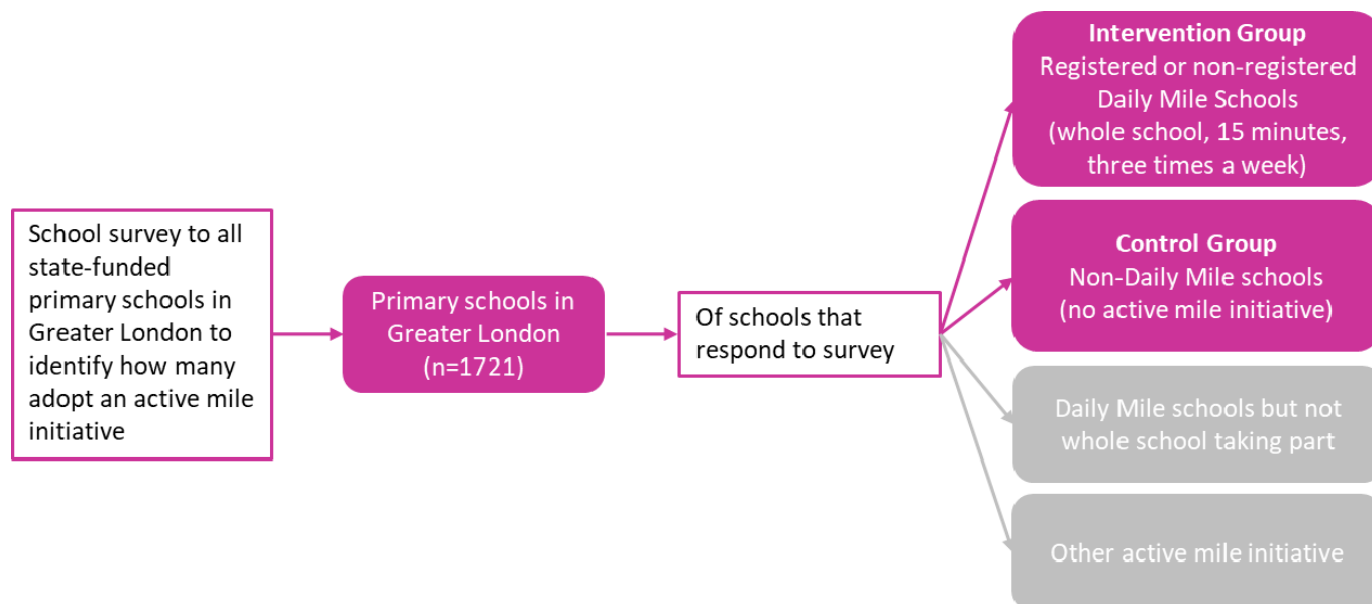 School survey to all
state-funded
primary schools in
Greater London to
identify how many
adopt an active mile
initiative
Primary schools in
Greater London
(n=1721)
Of schools that
respond to survey
Intervention Group
Registered or non-registered
Daily Mile Schools
(whole school, 15 minutes,
three times a week)
Control Group
Non-Daily Mile schools
(no active mile initiative)
Daily Mile schools but not
whole school taking part
Other active mile initiative